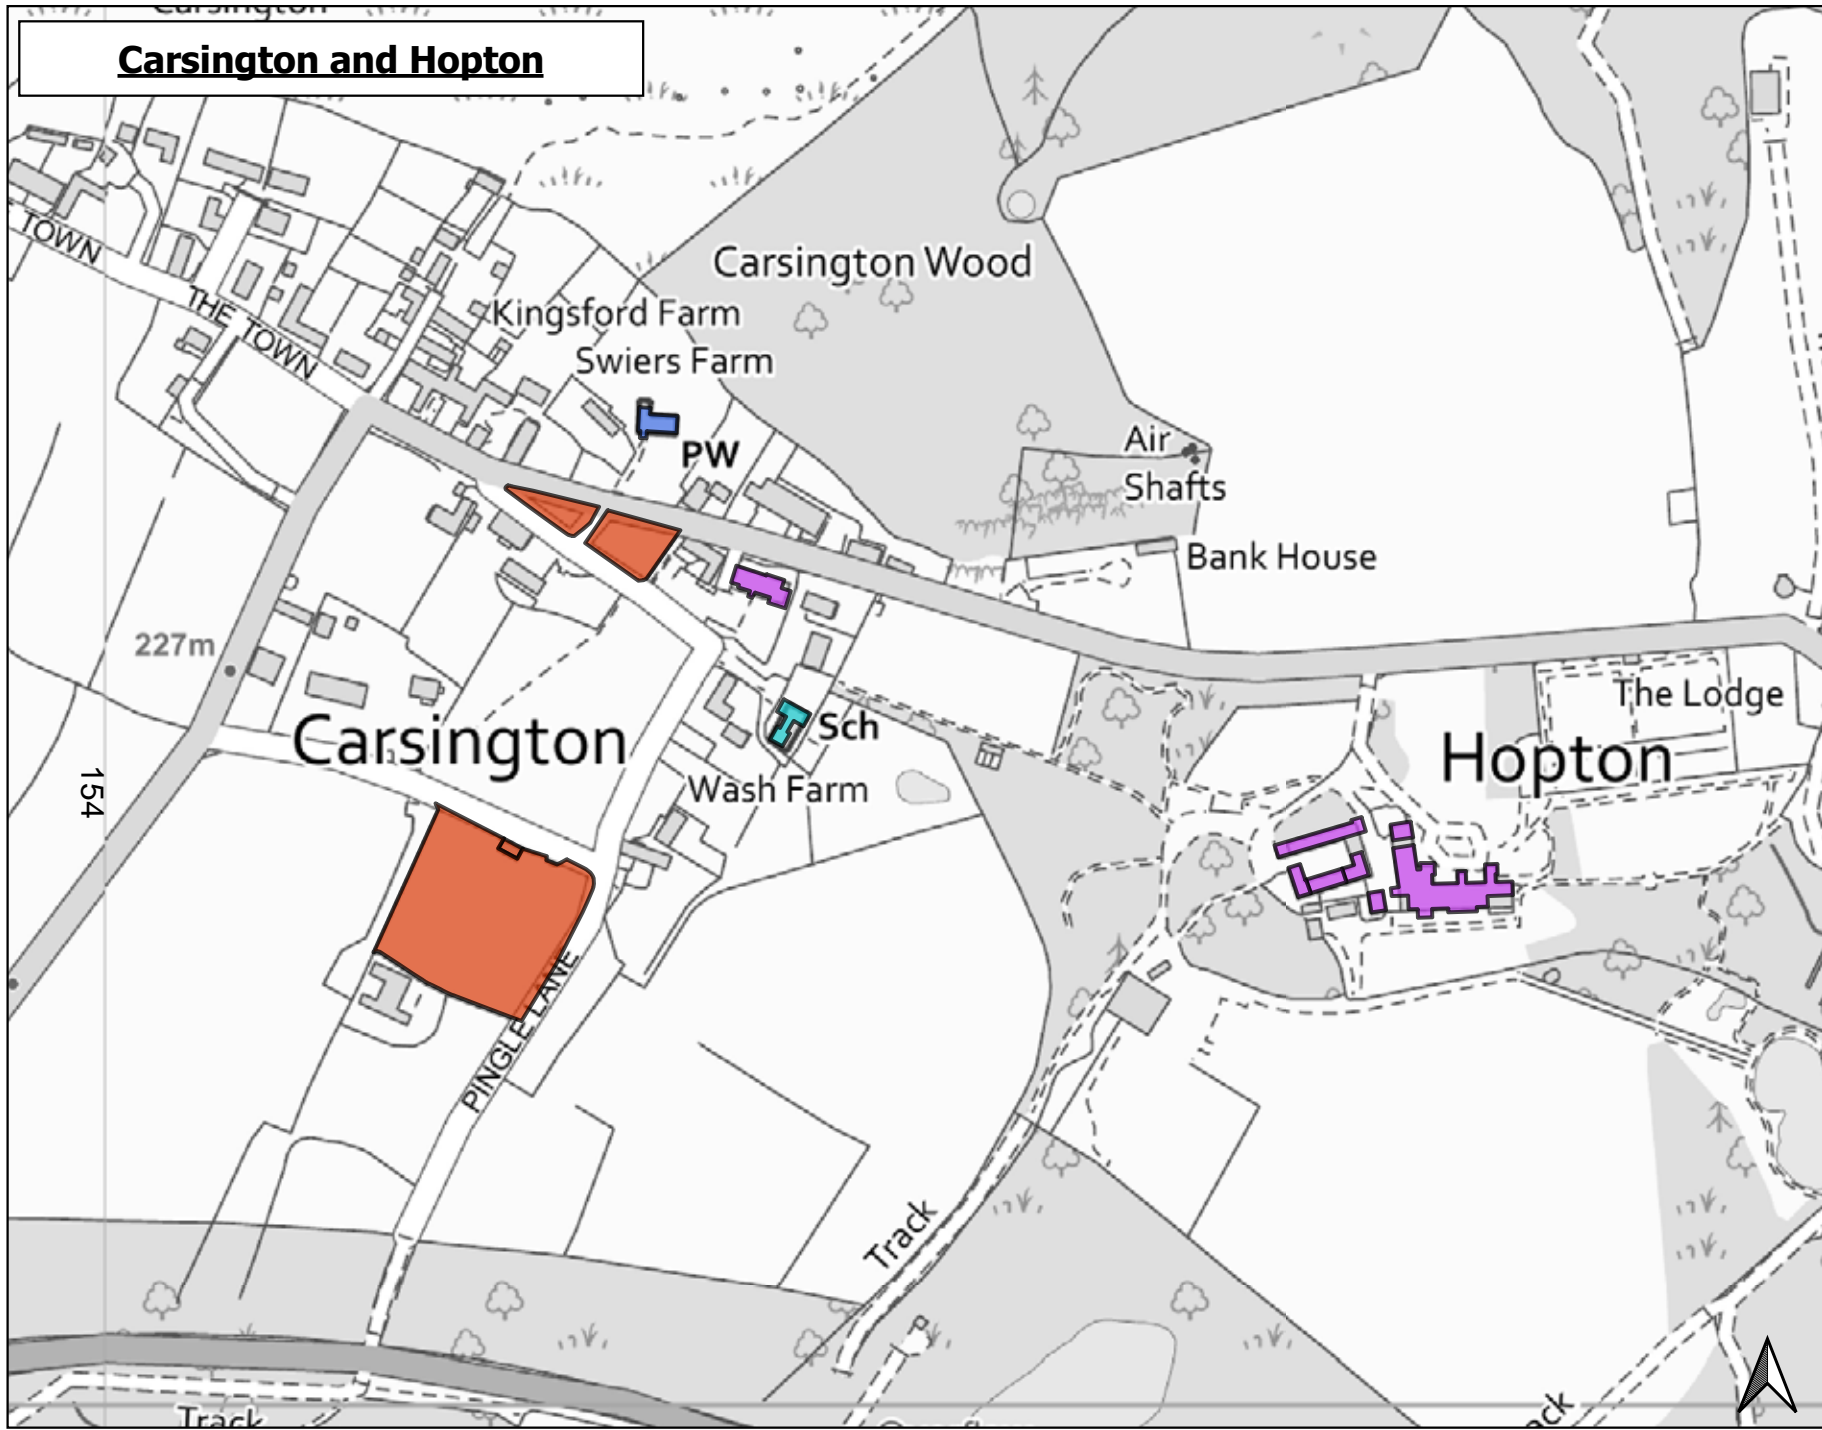 Carsington
Carsington and Hopton
TOWN
THE TOWN
Carsington Wood
Kingsford Farm
Swiers Farm
PW
Air
Shafts
Bank House
227m
The Lodge
Carsington
Sch
Hopton
Wash Farm
154
PINGLE LANE
Track
Track